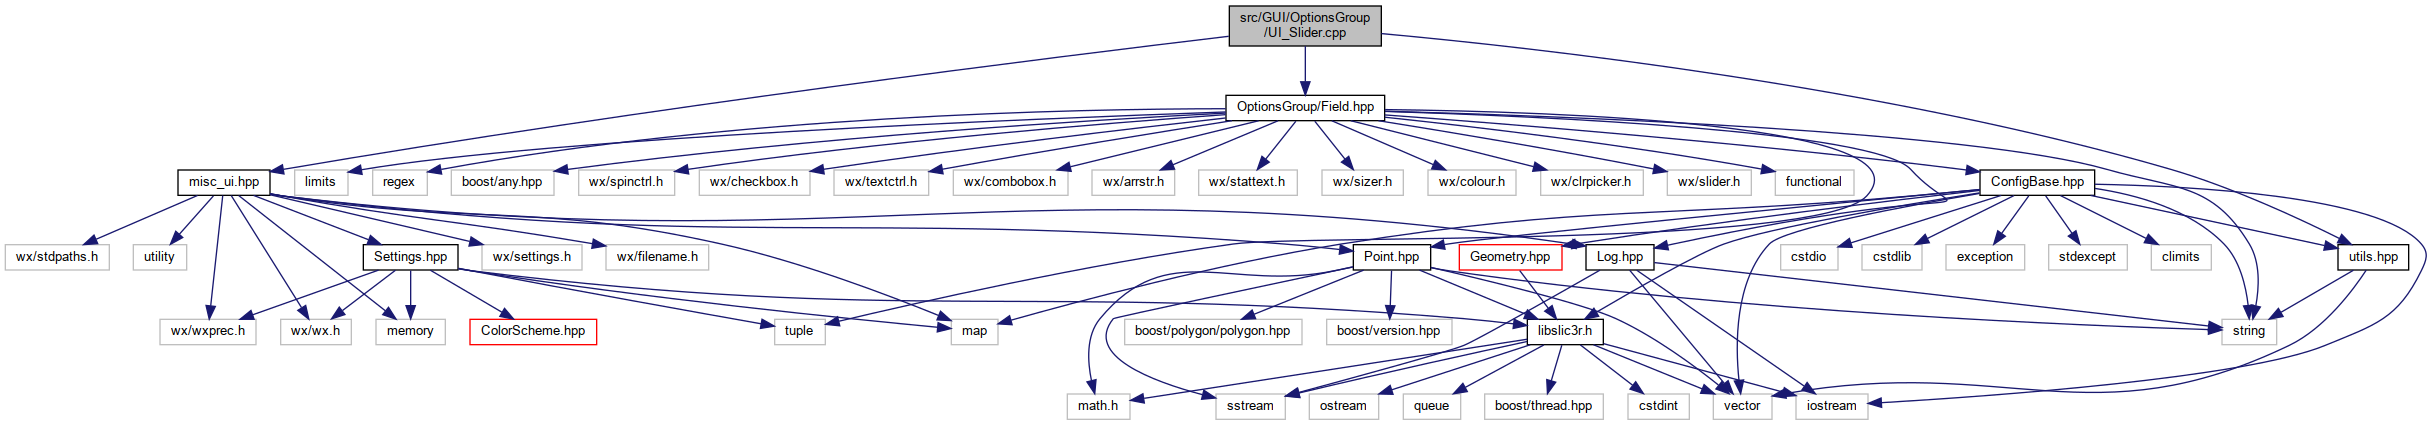 src/GUI/OptionsGroup
/UI_Slider.cpp
OptionsGroup/Field.hpp
misc_ui.hpp
limits
regex
boost/any.hpp
wx/spinctrl.h
wx/checkbox.h
wx/textctrl.h
wx/combobox.h
wx/arrstr.h
wx/stattext.h
wx/sizer.h
wx/colour.h
wx/clrpicker.h
wx/slider.h
functional
ConfigBase.hpp
wx/stdpaths.h
utility
Settings.hpp
wx/settings.h
wx/filename.h
Point.hpp
Geometry.hpp
Log.hpp
cstdio
cstdlib
exception
stdexcept
climits
utils.hpp
wx/wxprec.h
wx/wx.h
memory
ColorScheme.hpp
tuple
map
boost/polygon/polygon.hpp
boost/version.hpp
libslic3r.h
string
math.h
sstream
ostream
queue
boost/thread.hpp
cstdint
vector
iostream